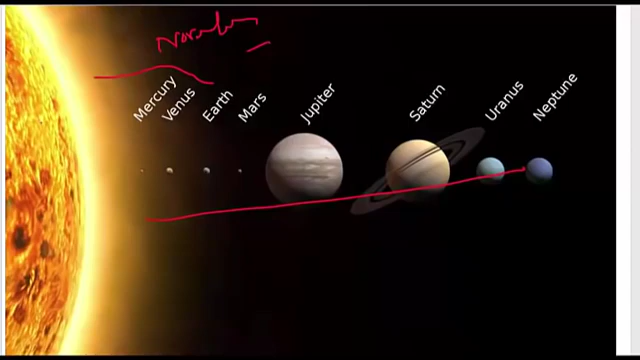 Mercury
Venus
Earth
Mars
Jupiter
Saturn
Uranus
Neptune